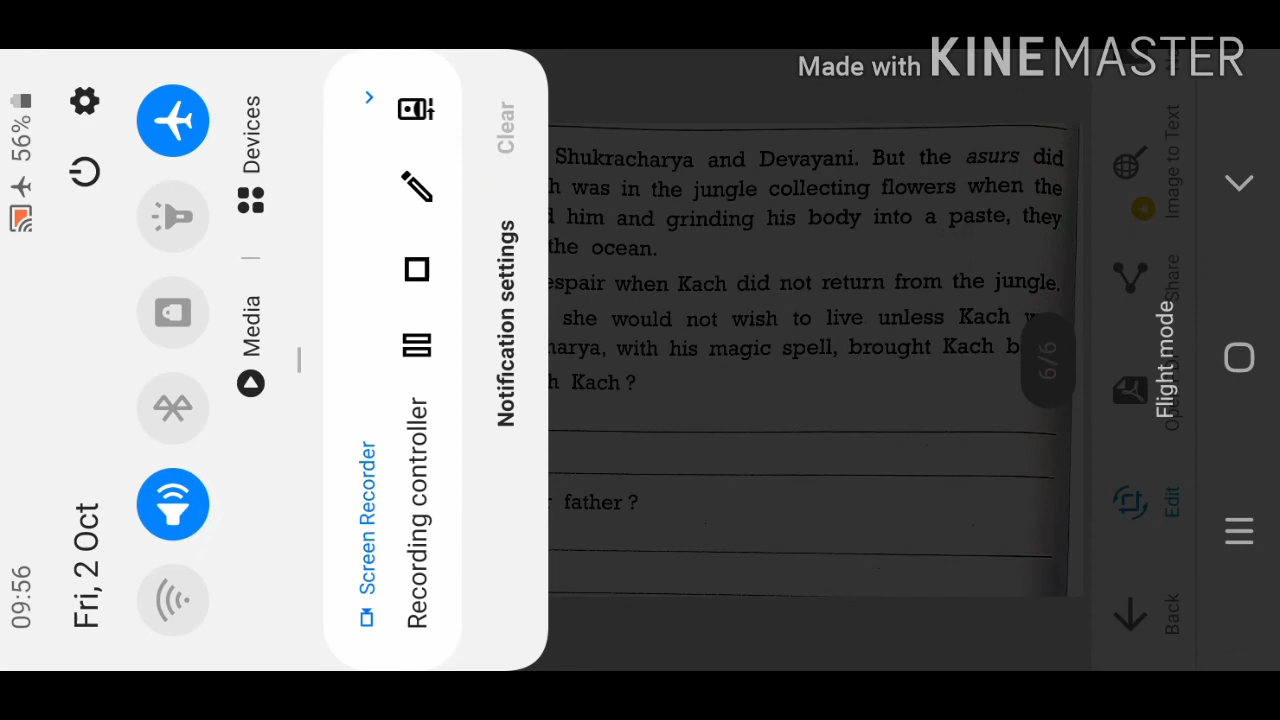 Made with KINEMASTER
09:56
56%
Fri, 2 Oct
Media
Devices
Screen Recorder
Recording controller
Notification settings
Clear
Shukracharya and Devayani. But the asurs did
was in the jungle collecting flowers when the
him and grinding his body into a paste, they
the ocean.
when Kach did not return from the jungle.
she would not wish to live unless Kach
with his magic spell, brought Kach
Kach ?
father ?
6/6
Flight mode
Image to Text
Share
Edit
Back